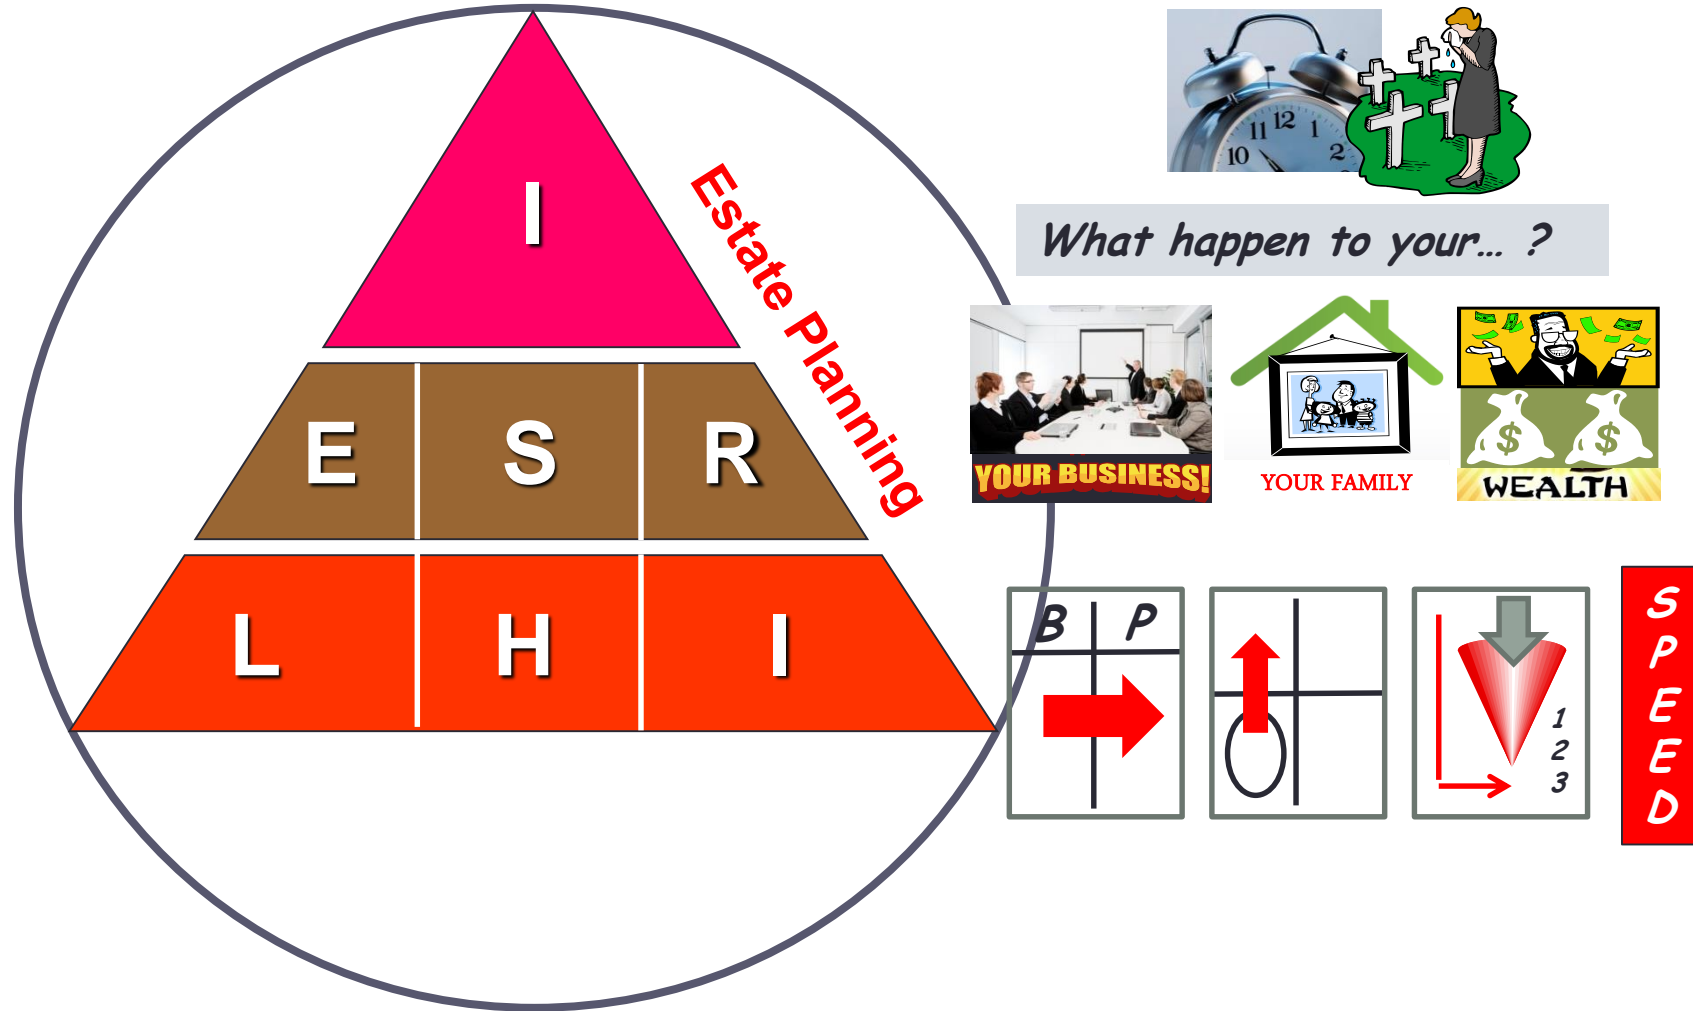 I
E S R
L H I
Estate Planning
11 12 1
10 2
What happen to your... ?
YOUR BUSINESS!
YOUR FAMILY
$ $
WEALTH
B P
1
2
3
S
P
E
E
D